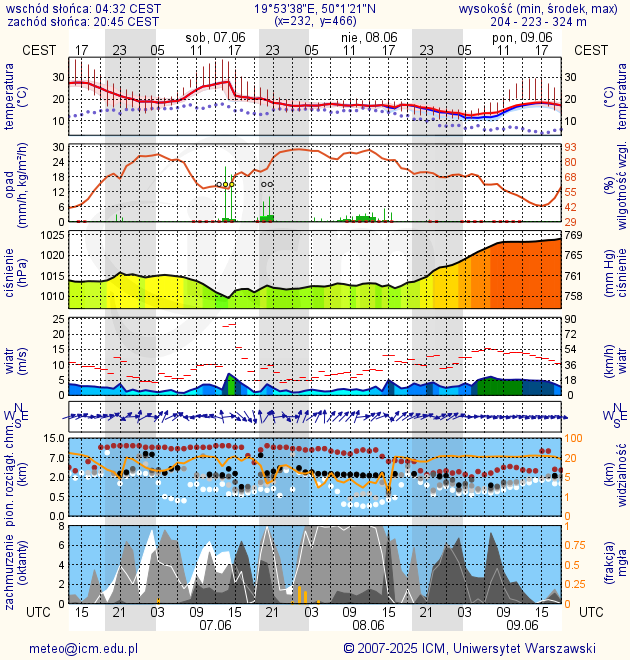 wschód słońca: 04:32 CEST 19°53'38"E, 50°1'21"N wysokość (min, środek, max)
zachód słońca: 20:45 CEST (x=232, y=466) 204 - 223 - 324 m
sob, 07.06 nie, 08.06 pon, 09.06
CEST 17 23 05 11 17 23 05 11 17 23 05 11 17 CEST
temperatura
(°C)
30
20
10
30
20
10
(°C)
temperatura
opad
(mm/h, kg/m²/h)
30
24
18
12
6
0
93
80
68
55
42
29
(%)
wilgotność wzgl.
ciśnienie
(hPa)
1025
1020
1015
1010
769
765
761
758
(mm Hg)
ciśnienie
wiatr
(m/s)
25
20
15
10
5
0
90
72
54
36
18
0
(km/h)
wiatr
N
W E
S
N
W E
S
pion. rozciągł. chm.
(km)
15.0
7.0
2.0
0.5
0.0
100
20
5
1
0
(km)
widzialność
zachmurzenie
(oktanty)
8
6
4
2
0
1
0.75
0.5
0.25
0
(frakcja)
mgła
UTC 15 21 03 09 15 21 03 09 15 21 03 09 15 UTC
07.06 08.06 09.06
meteo@icm.edu.pl © 2007-2025 ICM, Uniwersytet Warszawski